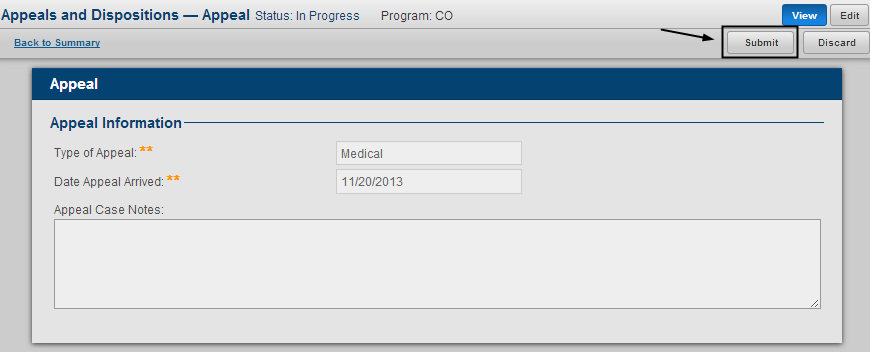 Appeals and Dispositions — Appeal Status: In Progress Program: CO View Edit
Back to Summary Submit Discard
Appeal
Appeal Information
Type of Appeal: ** Medical
Date Appeal Arrived: ** 11/20/2013
Appeal Case Notes: